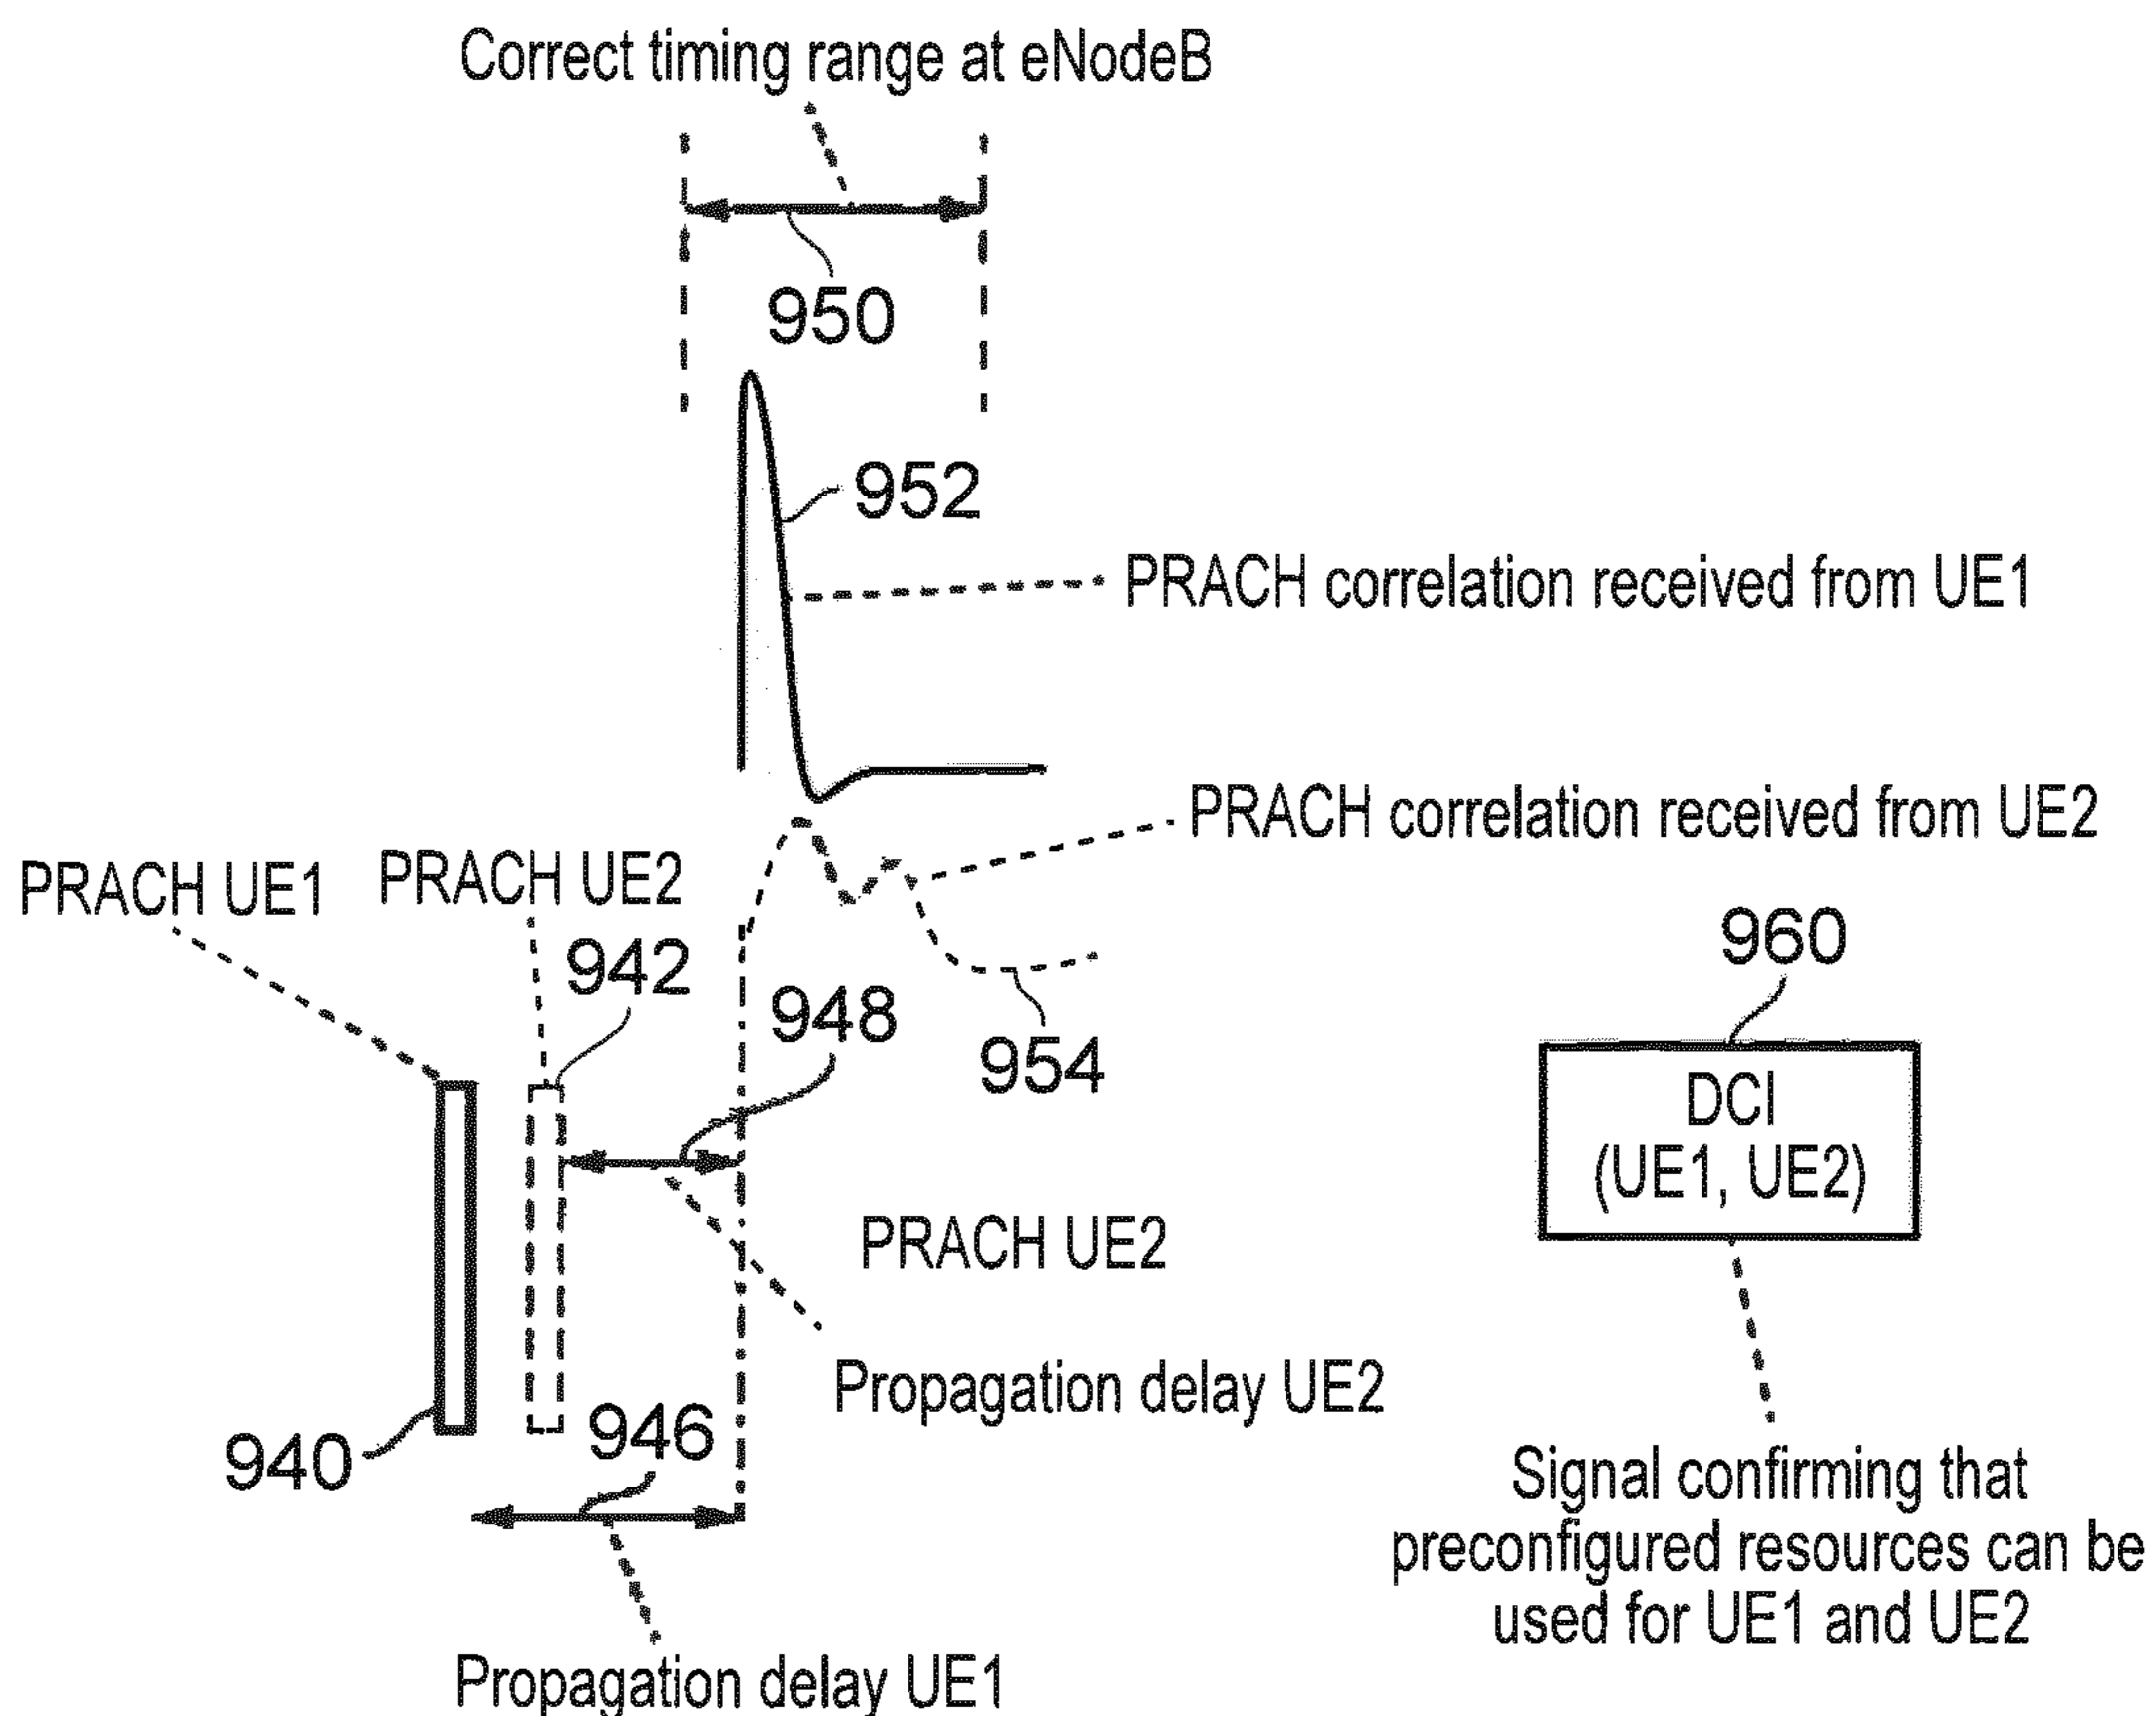 Correct timing range at eNodeB
950
952
PRACH correlation received from UE1
PRACH correlation received from UE2
PRACH UE1
PRACH UE2
942
948
954
960
DCI
(UE1, UE2)
PRACH UE2
Propagation delay UE2
940
946
Signal confirming that
preconfigured resources can be
used for UE1 and UE2
Propagation delay UE1